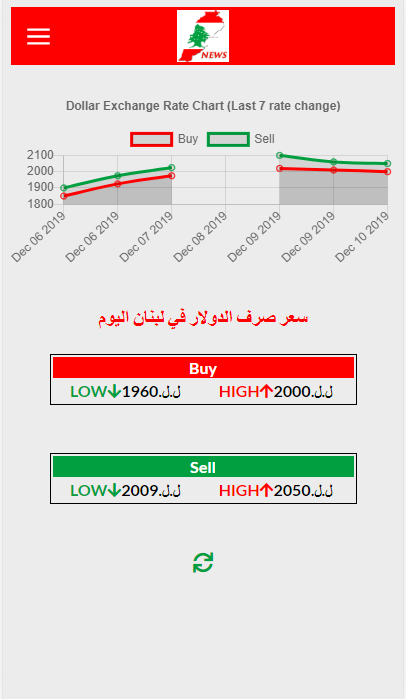 NEWS
Dollar Exchange Rate Chart (Last 7 rate change)
Buy Sell
2100
2000
1900
1800
Dec 06 2019 Dec 06 2019 Dec 07 2019 Dec 08 2019 Dec 09 2019 Dec 09 2019 Dec 10 2019
سعر صرف الدولار في لبنان اليوم
Buy
LOW 1960.ل.ل HIGH 2000.ل.ل
Sell
LOW 2009.ل.ل HIGH 2050.ل.ل